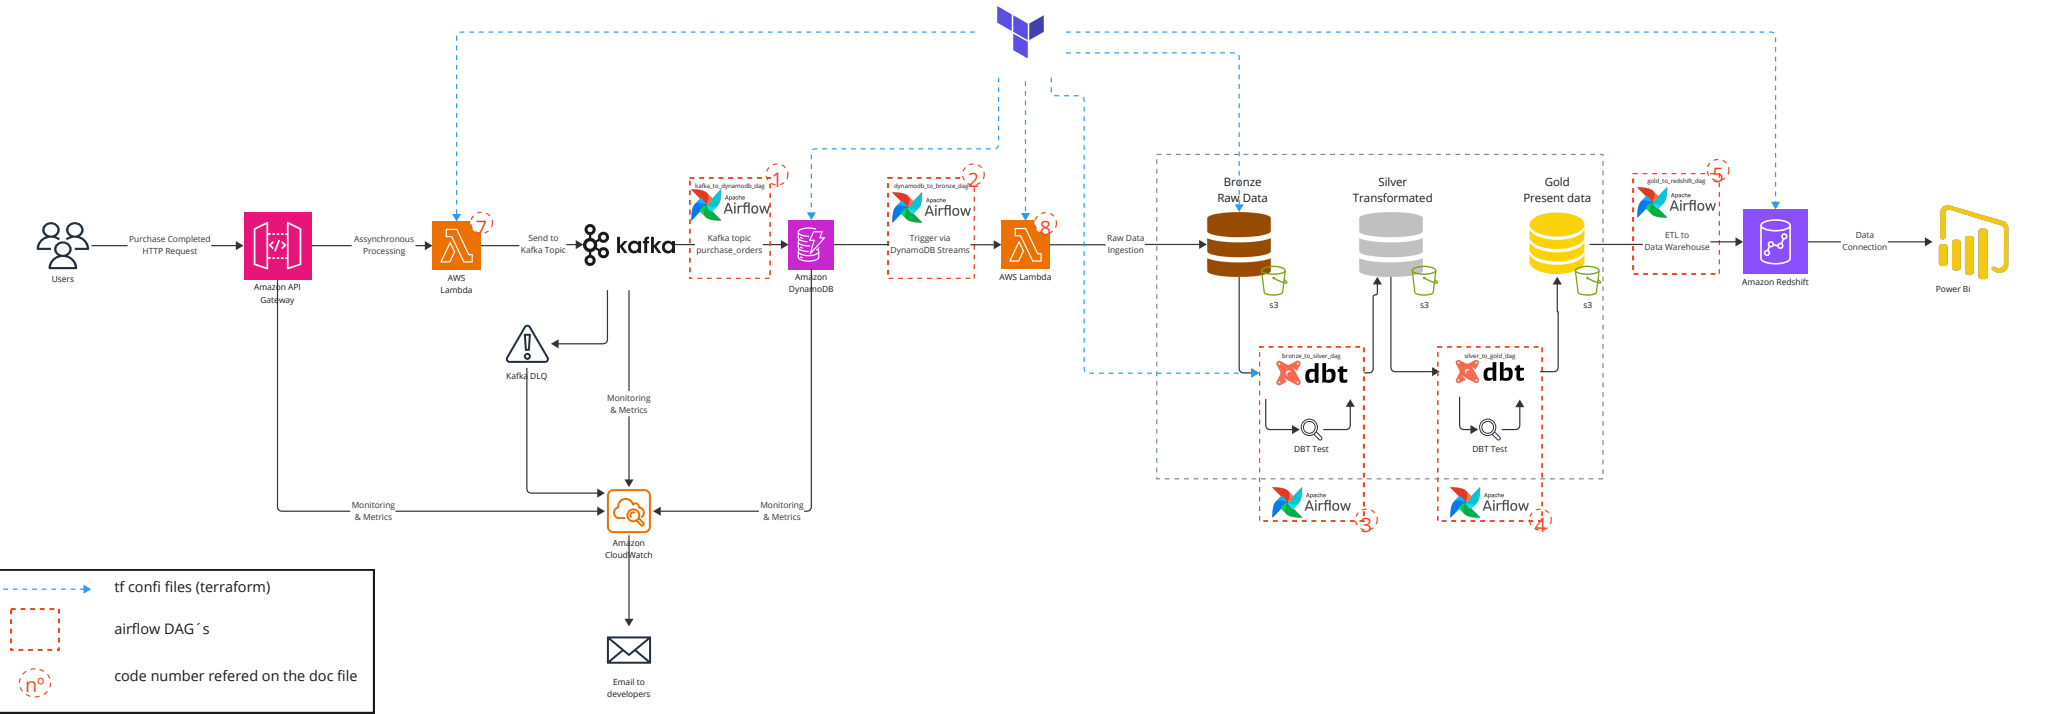 Users
Purchase Completed
HTTP Request
Amazon API
Gateway
Assynchronous
Processing
7
AWS
Lambda
Send to
Kafka Topic
kafka
Kafka DLQ
Monitoring
& Metrics
1
kafka_to_dynamodb_dag
Apache
Airflow
Kafka topic
purchase_orders
Amazon
DynamoDB
2
dynamodb_to_bronze_dag
Apache
Airflow
Trigger via
DynamoDB Streams
8
AWS Lambda
Raw Data
Ingestion
Bronze
Raw Data
s3
Silver
Transformated
s3
Gold
Present data
s3
bronze_to_silver_dag
dbt
DBT Test
Apache
Airflow
3
silver_to_gold_dag
dbt
DBT Test
Apache
Airflow
4
5
gold_to_redshift_dag
Apache
Airflow
ETL to
Data Warehouse
Amazon Redshift
Data
Connection
Power Bi
Monitoring
& Metrics
Monitoring
& Metrics
Amazon
CloudWatch
Email to
developers
tf confi files (terraform)
airflow DAG´s
nº
code number refered on the doc file